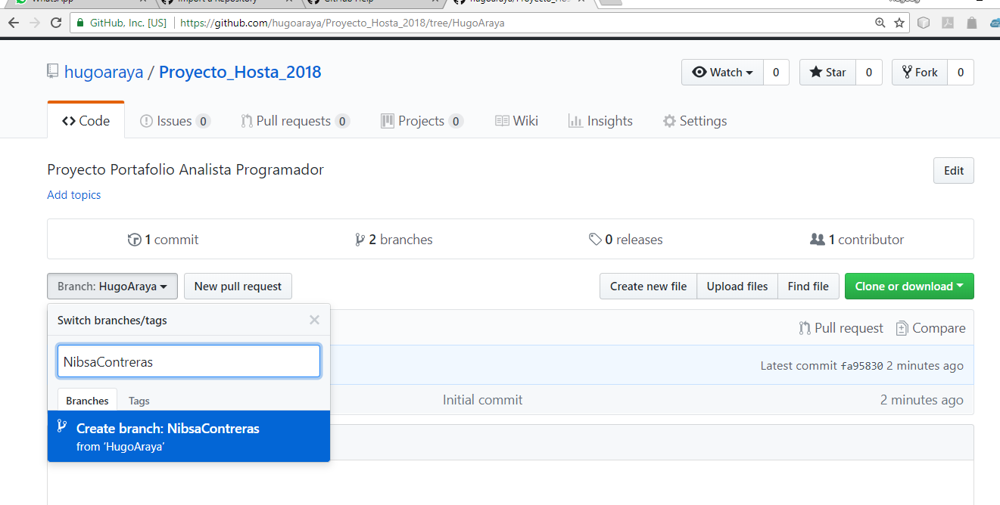 WhatsApp Import a Repository GitHub Help
GitHub, Inc. [US] https://github.com/hugoaraya/Proyecto_Hosta_2018/tree/HugoAraya
hugoaraya / Proyecto_Hosta_2018
Watch 0 Star 0 Fork 0
Code Issues 0 Pull requests 0 Projects 0 Wiki Insights Settings
Proyecto Portafolio Analista Programador
Edit
Add topics
1 commit 2 branches 0 releases 1 contributor
Branch: HugoAraya New pull request Create new file Upload files Find file Clone or download
Switch branches/tags
Pull request Compare
NibsaContreras
Latest commit fa95830 2 minutes ago
Branches Tags
Initial commit 2 minutes ago
Create branch: NibsaContreras
from 'HugoAraya'